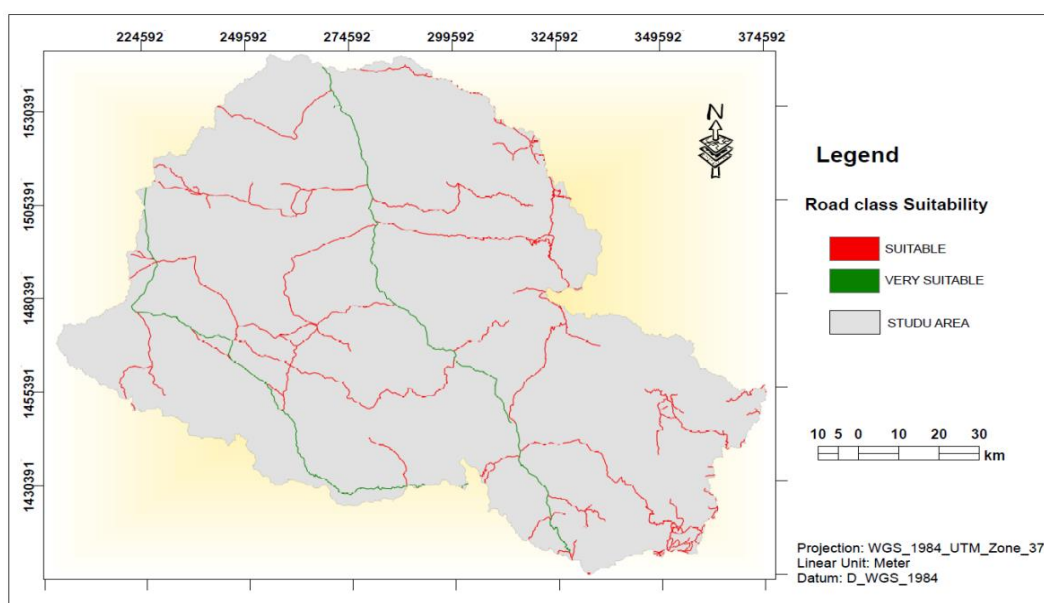 224592 249592 274592 299592 324592 349592 374592
1530391
1505391
1480391
1455391
1430391
N
Legend
Road class Suitability
SUITABLE
VERY SUITABLE
STUDU AREA
10 5 0 10 20 30
km
Projection: WGS_1984_UTM_Zone_37
Linear Unit: Meter
Datum: D_WGS_1984